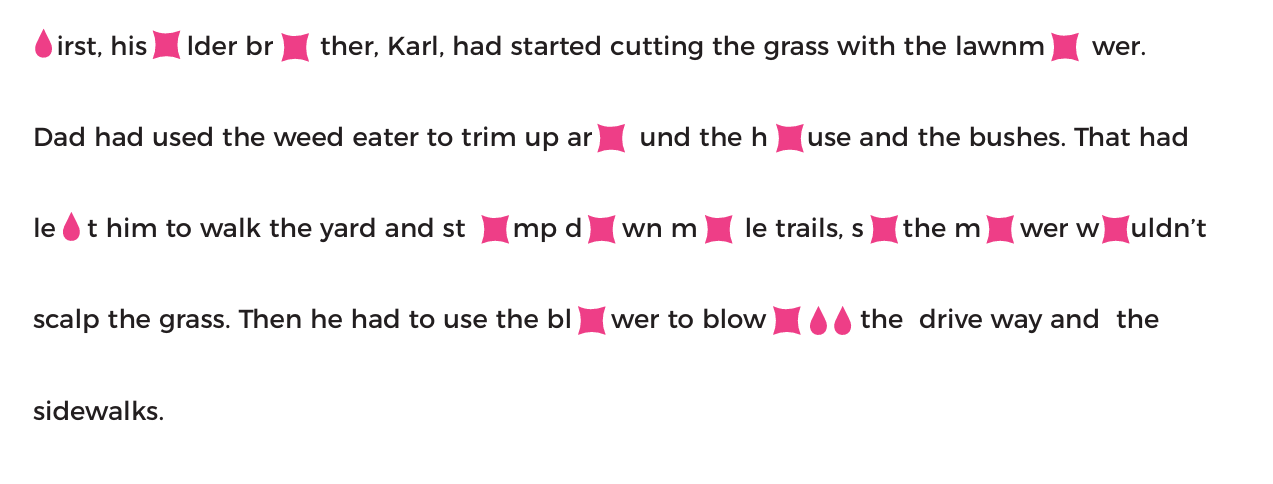 irst, his lder br ther, Karl, had started cutting the grass with the lawnm wer.
Dad had used the weed eater to trim up ar und the h use and the bushes. That had
le t him to walk the yard and st mp d wn m le trails, s the m wer w uldn’t
scalp the grass. Then he had to use the bl wer to blow the drive way and the
sidewalks.